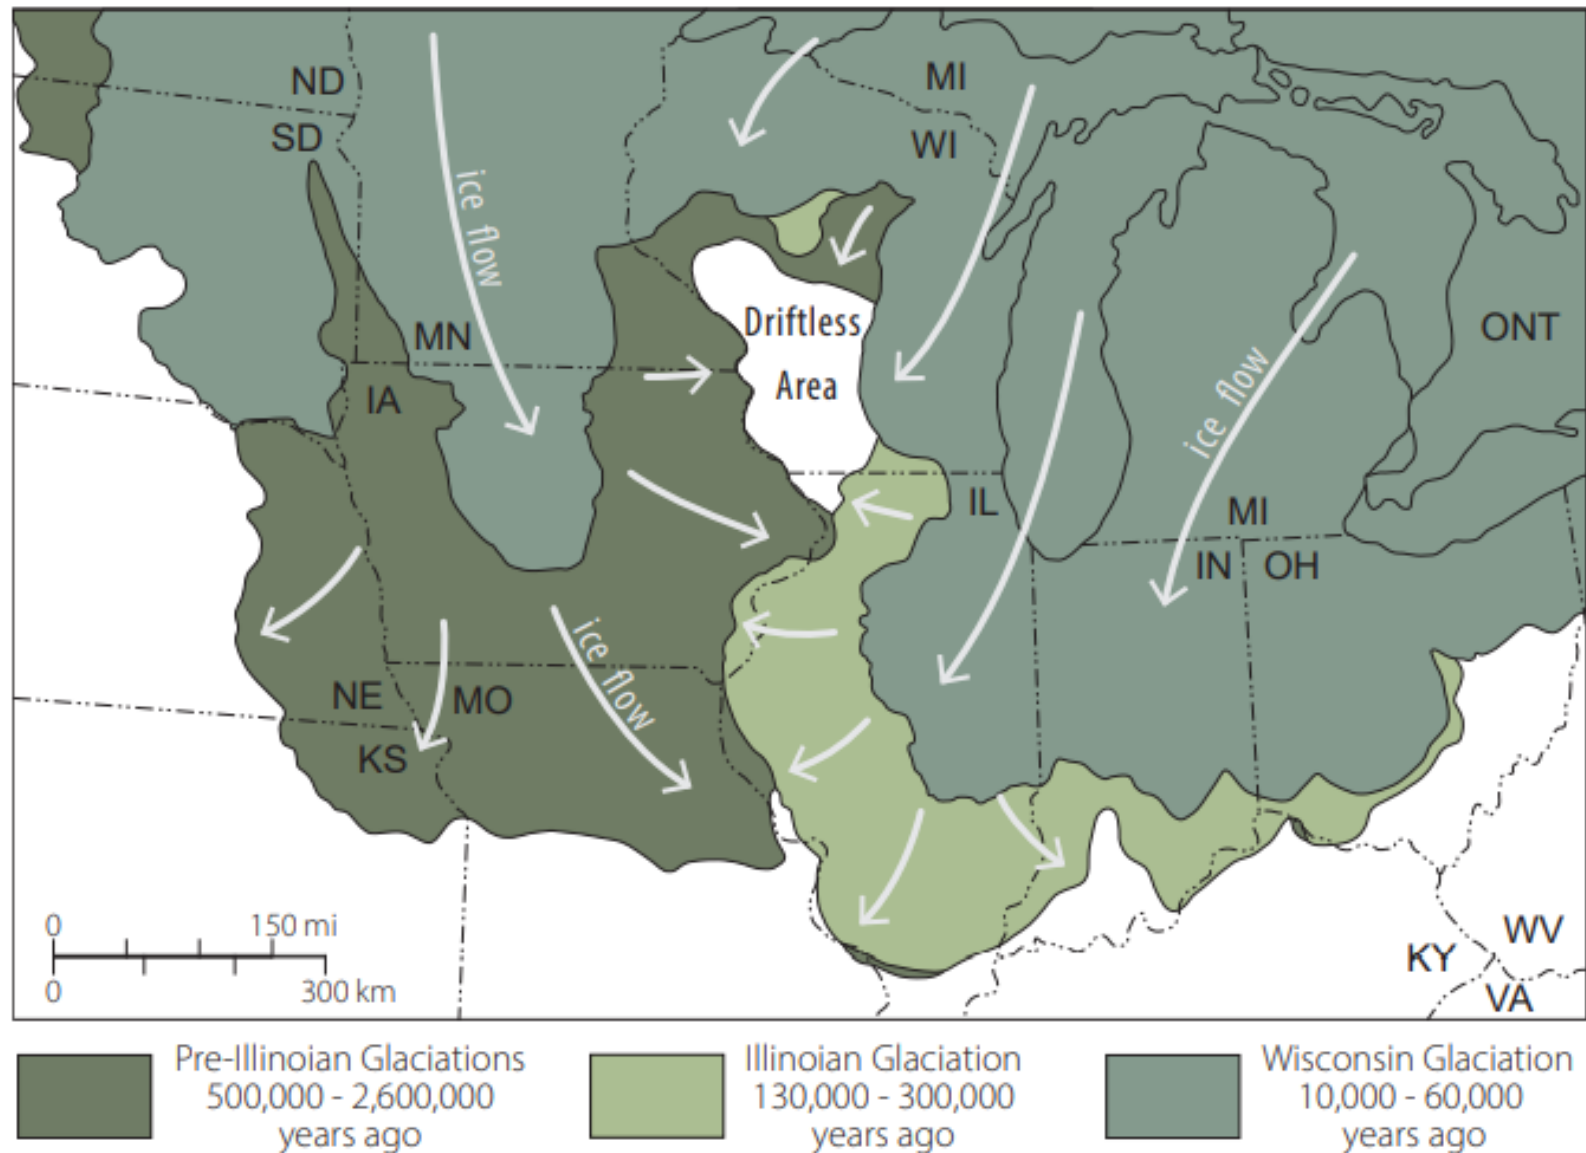 ND
MI
SD
WI
ice flow
Driftless
Area
MN
ONT
IA
ice flow
IL
MI
IN
OH
ice flow
NE
MO
KS
0
150 mi
0
300 km
KY
WV
VA
Pre-Illinoian Glaciations
500,000 - 2,600,000
years ago
Illinoian Glaciation
130,000 - 300,000
years ago
Wisconsin Glaciation
10,000 - 60,000
years ago